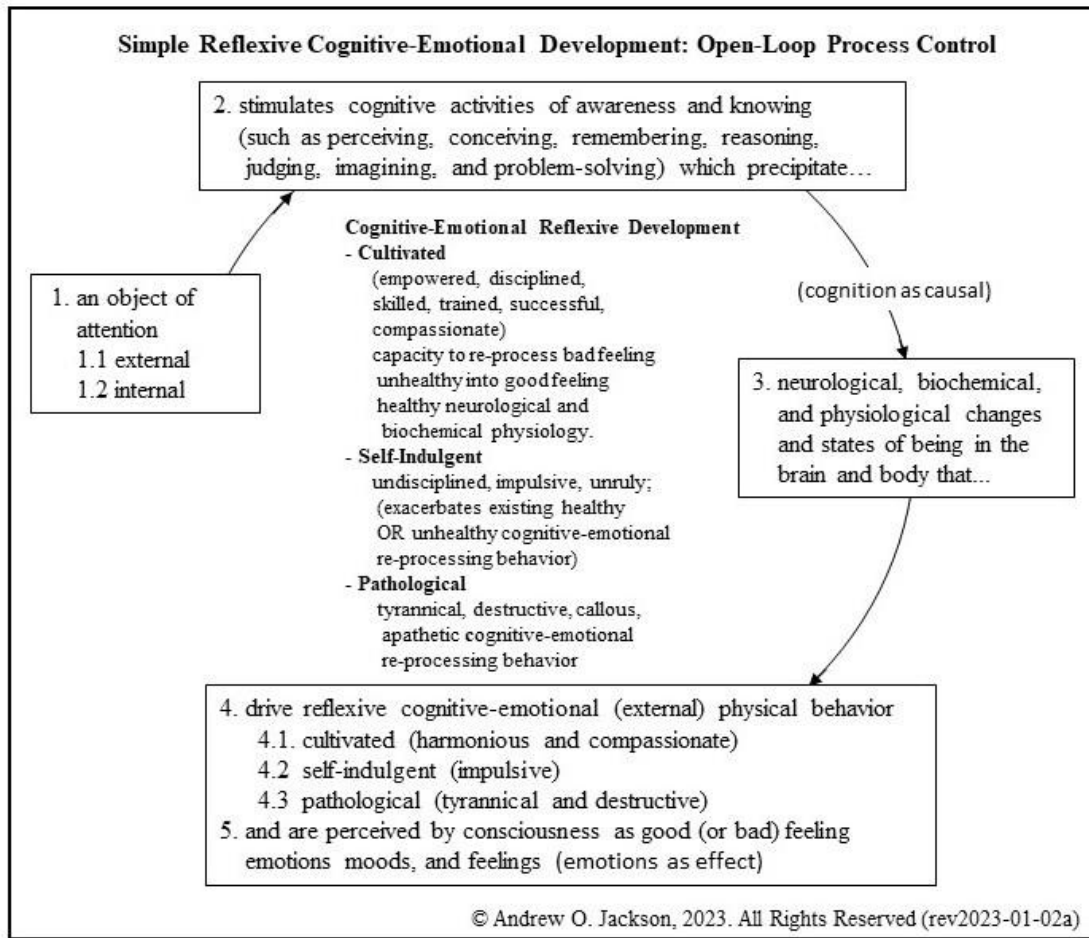 Simple Reflexive Cognitive-Emotional Development: Open-Loop Process Control
2. stimulates cognitive activities of awareness and knowing
(such as perceiving, conceiving, remembering, reasoning,
judging, imagining, and problem-solving) which precipitate…
1. an object of
attention
1.1 external
1.2 internal
Cognitive-Emotional Reflexive Development
- Cultivated
(empowered, disciplined,
skilled, trained, successful,
compassionate)
capacity to re-process bad feeling
unhealthy into good feeling
healthy neurological and
biochemical physiology.
- Self-Indulgent
undisciplined, impulsive, unruly;
(exacerbates existing healthy
OR unhealthy cognitive-emotional
re-processing behavior)
- Pathological
tyrannical, destructive, callous,
apathetic cognitive-emotional
re-processing behavior
(cognition as causal)
3. neurological, biochemical,
and physiological changes
and states of being in the
brain and body that...
4. drive reflexive cognitive-emotional (external) physical behavior
4.1. cultivated (harmonious and compassionate)
4.2 self-indulgent (impulsive)
4.3 pathological (tyrannical and destructive)
5. and are perceived by consciousness as good (or bad) feeling
emotions moods, and feelings (emotions as effect)
© Andrew O. Jackson, 2023. All Rights Reserved (rev2023-01-02a)